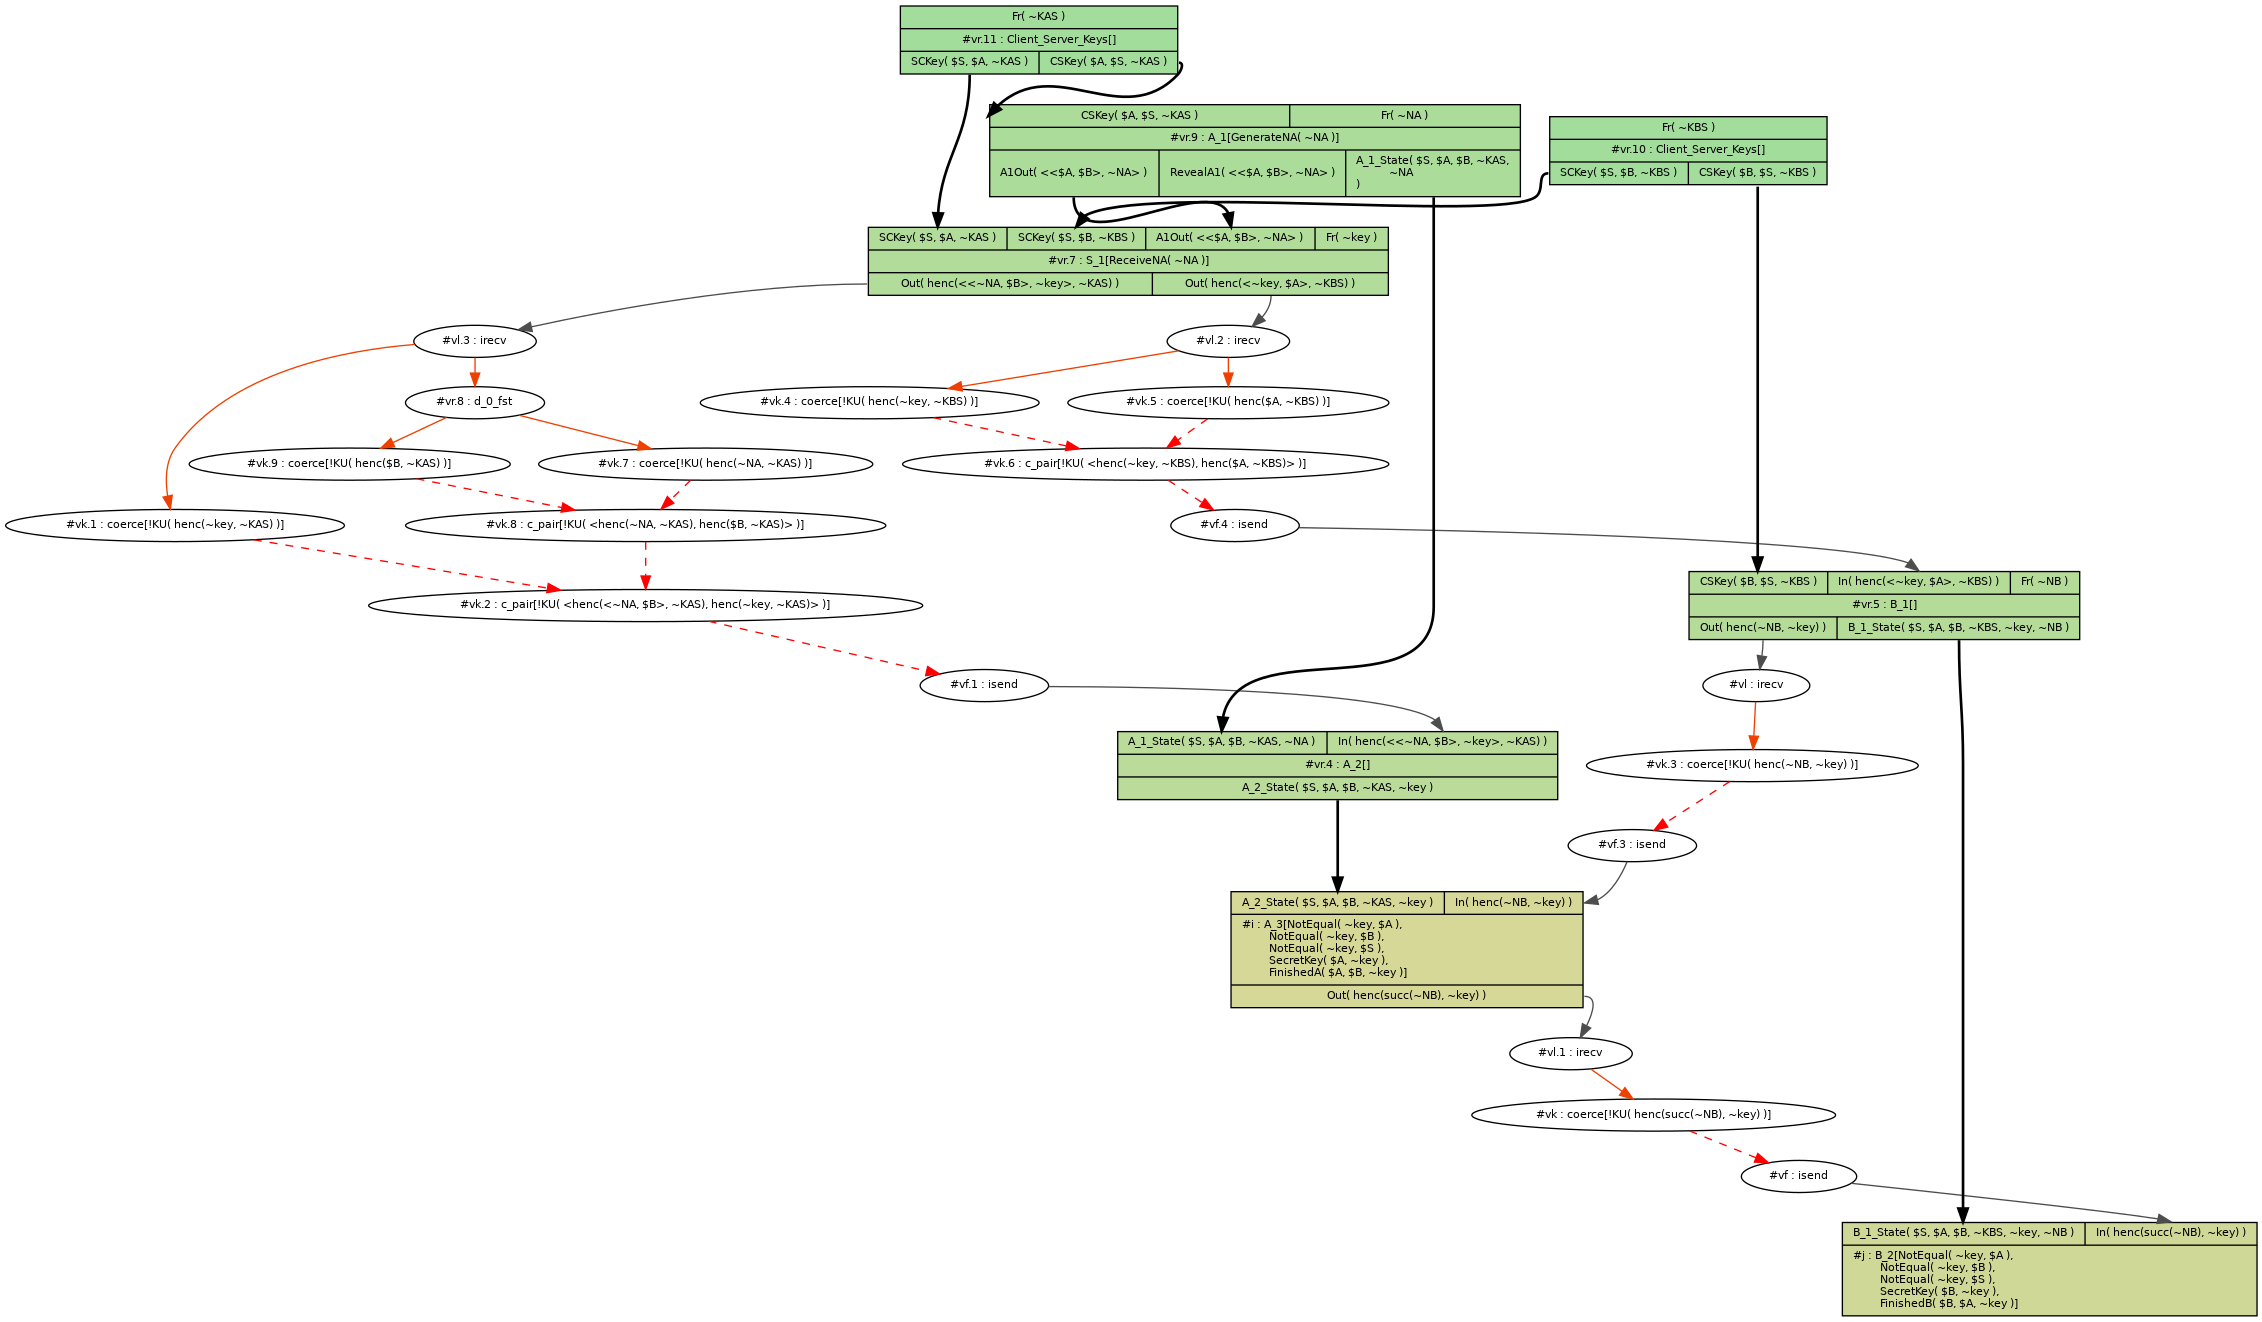 Fr( ~KAS )
#vr.11 : Client_Server_Keys[]
SCKey( $S, $A, ~KAS ) CSKey( $A, $S, ~KAS )
CSKey( $A, $S, ~KAS ) Fr( ~NA )
#vr.9 : A_1[GenerateNA( ~NA )]
A1Out( <<$A, $B>, ~NA> ) RevealA1( <<$A, $B>, ~NA> ) A_1_State( $S, $A, $B, ~KAS,
~NA
)
Fr( ~KBS )
#vr.10 : Client_Server_Keys[]
SCKey( $S, $B, ~KBS ) CSKey( $B, $S, ~KBS )
SCKey( $S, $A, ~KAS ) SCKey( $S, $B, ~KBS ) A1Out( <<$A, $B>, ~NA> ) Fr( ~key )
#vr.7 : S_1[ReceiveNA( ~NA )]
Out( henc(<<~NA, $B>, ~key>, ~KAS) ) Out( henc(<~key, $A>, ~KBS) )
#vl.3 : irecv
#vl.2 : irecv
#vr.8 : d_0_fst
#vk.4 : coerce[!KU( henc(~key, ~KBS) )]
#vk.5 : coerce[!KU( henc($A, ~KBS) )]
#vk.9 : coerce[!KU( henc($B, ~KAS) )]
#vk.7 : coerce[!KU( henc(~NA, ~KAS) )]
#vk.6 : c_pair[!KU( <henc(~key, ~KBS), henc($A, ~KBS)> )]
#vk.1 : coerce[!KU( henc(~key, ~KAS) )]
#vk.8 : c_pair[!KU( <henc(~NA, ~KAS), henc($B, ~KAS)> )]
#vf.4 : isend
#vk.2 : c_pair[!KU( <henc(<~NA, $B>, ~KAS), henc(~key, ~KAS)> )]
CSKey( $B, $S, ~KBS ) In( henc(<~key, $A>, ~KBS) ) Fr( ~NB )
#vr.5 : B_1[]
Out( henc(~NB, ~key) ) B_1_State( $S, $A, $B, ~KBS, ~key, ~NB )
#vf.1 : isend
#vl : irecv
A_1_State( $S, $A, $B, ~KAS, ~NA ) In( henc(<<~NA, $B>, ~key>, ~KAS) )
#vr.4 : A_2[]
A_2_State( $S, $A, $B, ~KAS, ~key )
#vk.3 : coerce[!KU( henc(~NB, ~key) )]
#vf.3 : isend
A_2_State( $S, $A, $B, ~KAS, ~key ) In( henc(~NB, ~key) )
#i : A_3[NotEqual( ~key, $A ),
NotEqual( ~key, $B ),
NotEqual( ~key, $S ),
SecretKey( $A, ~key ),
FinishedA( $A, $B, ~key )]
Out( henc(succ(~NB), ~key) )
#vl.1 : irecv
#vk : coerce[!KU( henc(succ(~NB), ~key) )]
#vf : isend
B_1_State( $S, $A, $B, ~KBS, ~key, ~NB ) In( henc(succ(~NB), ~key) )
#j : B_2[NotEqual( ~key, $A ),
NotEqual( ~key, $B ),
NotEqual( ~key, $S ),
SecretKey( $B, ~key ),
FinishedB( $B, $A, ~key )]